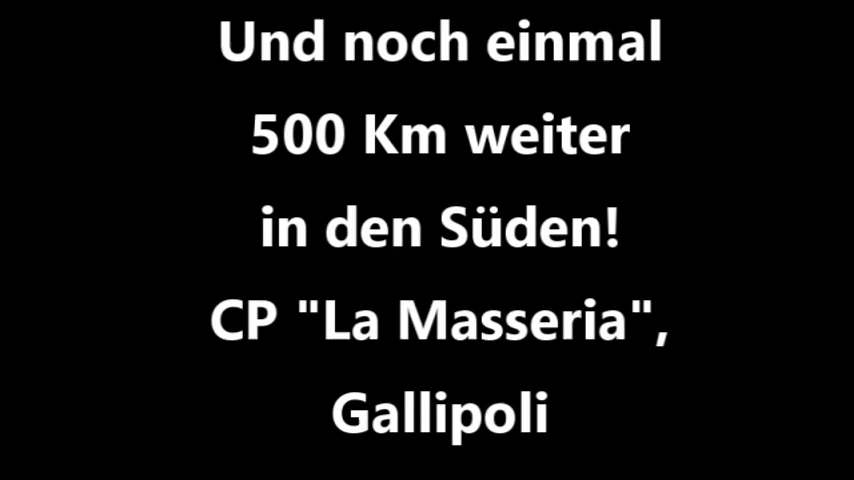 Und noch einmal
500 Km weiter
in den Süden!
CP "La Masseria",
Gallipoli